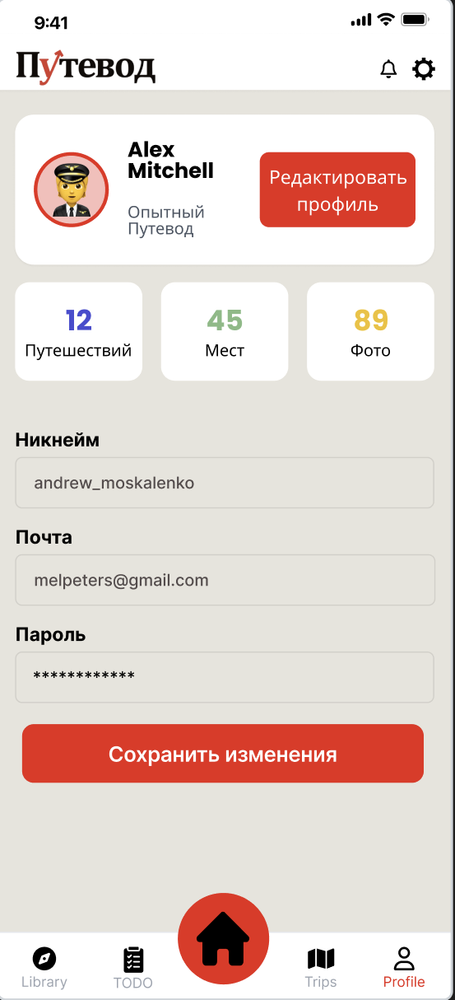 9:41
Путевод
Alex
Mitchell
Опытный
Путевод
Редактировать
профиль
12
Путешествий
45
Мест
89
Фото
Никнейм
andrew_moskalenko
Почта
melpeters@gmail.com
Пароль
************
Сохранить изменения
Library
TODO
Trips
Profile